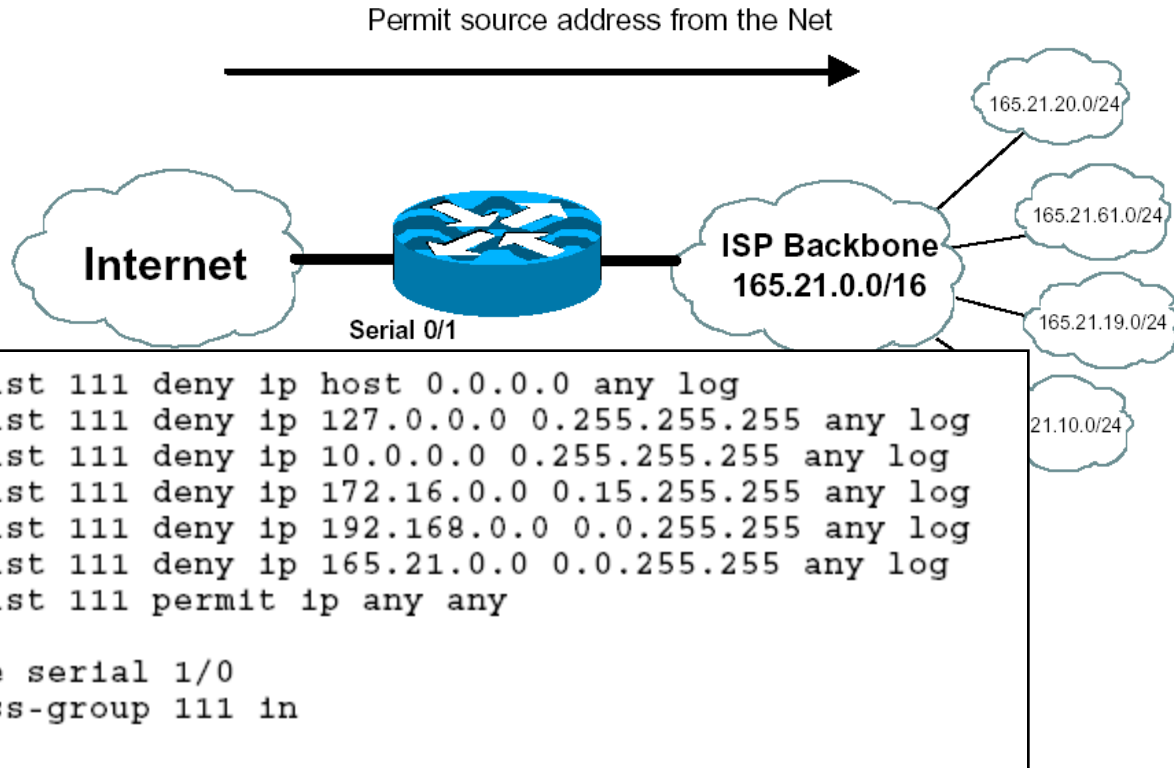 Permit source address from the Net
165.21.20.0/24
165.21.61.0/24
Internet
ISP Backbone
165.21.0.0/16
165.21.19.0/24
Serial 0/1
21.10.0/24
st 111 deny ip host 0.0.0.0 any log
st 111 deny ip 127.0.0.0 0.255.255.255 any log
st 111 deny ip 10.0.0.0 0.255.255.255 any log
st 111 deny ip 172.16.0.0 0.15.255.255 any log
st 111 deny ip 192.168.0.0 0.0.255.255 any log
st 111 deny ip 165.21.0.0 0.0.255.255 any log
st 111 permit ip any any
e serial 1/0
ss-group 111 in